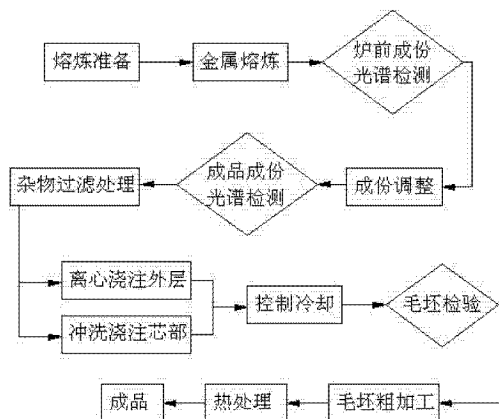 熔炼准备
金属熔炼
炉前成份
光谱检测
成份调整
成品成份
光谱检测
杂物过滤处理
离心浇注外层
冲洗浇注芯部
控制冷却
毛坯检验
毛坯粗加工
热处理
成品